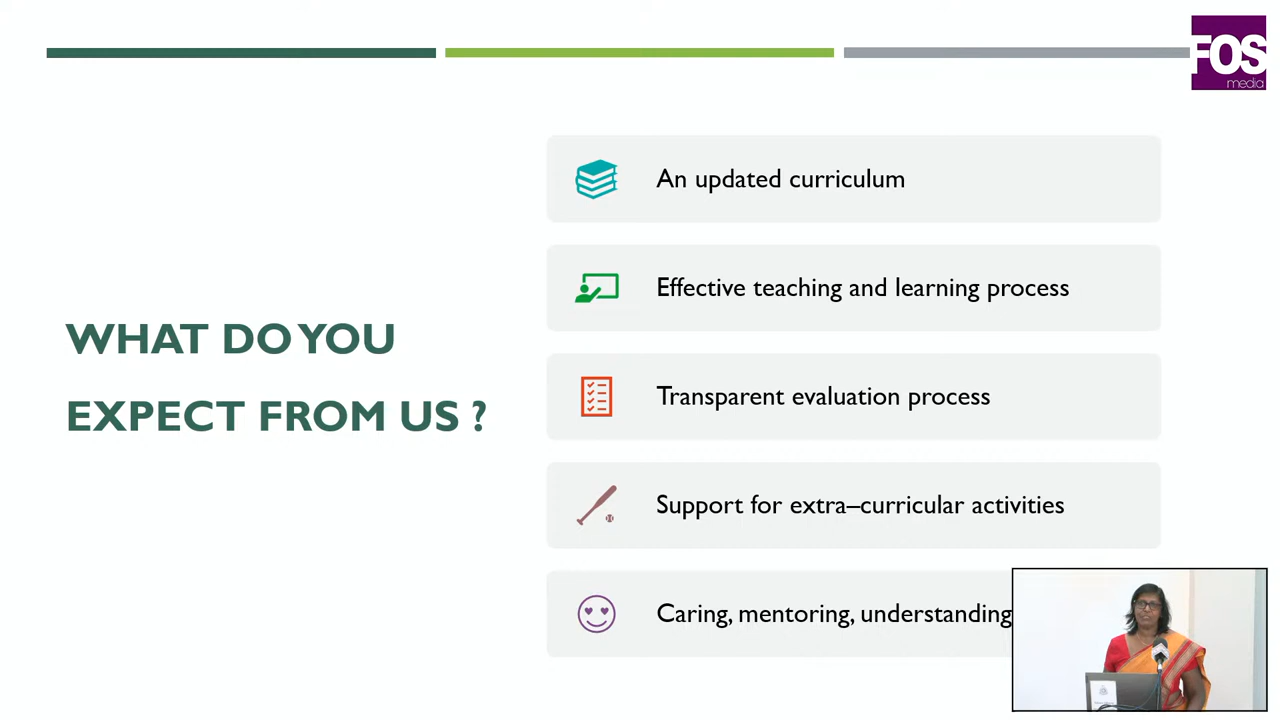 FOS
media
An updated curriculum
Effective teaching and learning process
WHAT DO YOU
EXPECT FROM US ?
Transparent evaluation process
Support for extra–curricular activities
Caring, mentoring, understanding